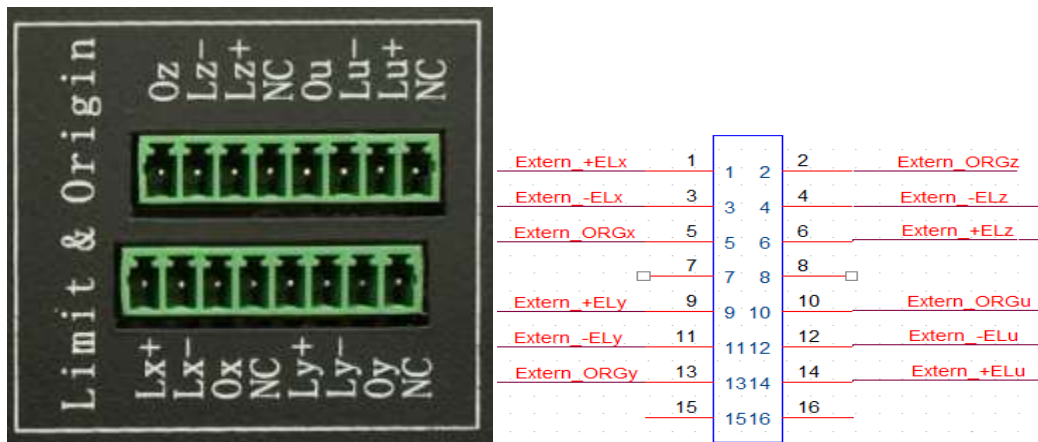 Limit & Origin
Oz Lz- Lz+ NC Ou Lu- Lu+ NC
Lx+ Lx- Ox NC Ly+ Ly- Oy NC
Extern_+ELx 1 1 2 2 Extern_ORGz
Extern_-ELx 3 3 4 4 Extern_-ELz
Extern_ORGx 5 5 6 6 Extern_+ELz
7 7 8 8
Extern_+ELy 9 9 10 10 Extern_ORGu
Extern_-ELy 11 11 12 12 Extern_-ELu
Extern_ORGy 13 13 14 14 Extern_+ELu
15 15 16 16